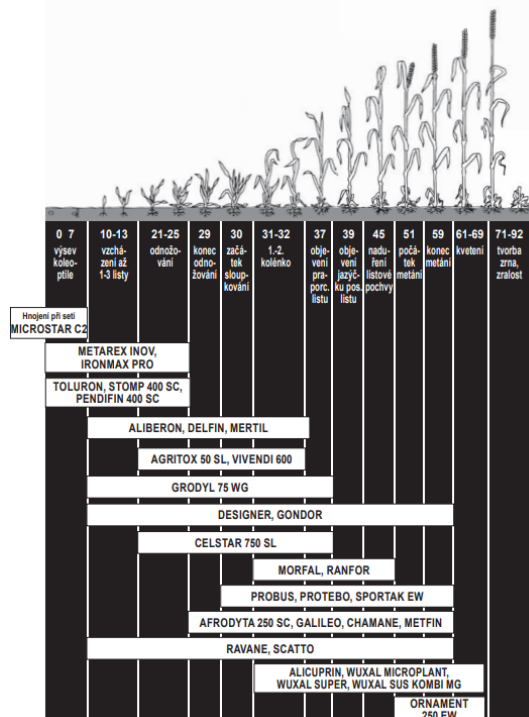 0 7
výsev
koleo-
ptile
10-13
vzchá-
zení až
1-3 listy
21-25
odnožo-
vání
29
konec
odno-
žování
30
začá-
tek
sloup-
kování
31-32
1.-2.
kolénko
37
obje-
vení
pra-
porc.
listu
39
obje-
vení
jazýč-
ku pos.
listu
45
nadu-
ření
listové
pochvy
51
počá-
tek
metání
59
konec
metání
61-69
kvetení
71-92
tvorba
zrna,
zralost
Hnojení při setí
MICROSTAR C2
METAREX INOV,
IRONMAX PRO
TOLURON, STOMP 400 SC,
PENDIFIN 400 SC
ALIBERON, DELFIN, MERTIL
AGRITOX 50 SL, VIVENDI 600
GRODYL 75 WG
DESIGNER, GONDOR
CELSTAR 750 SL
MORFAL, RANFOR
PROBUS, PROTEBO, SPORTAK EW
AFRODYTA 250 SC, GALILEO, CHAMANE, METFIN
RAVANE, SCATTO
ALICUPRIN, WUXAL MICROPLANT,
WUXAL SUPER, WUXAL SUS KOMBI MG
ORNAMENT
250 EW